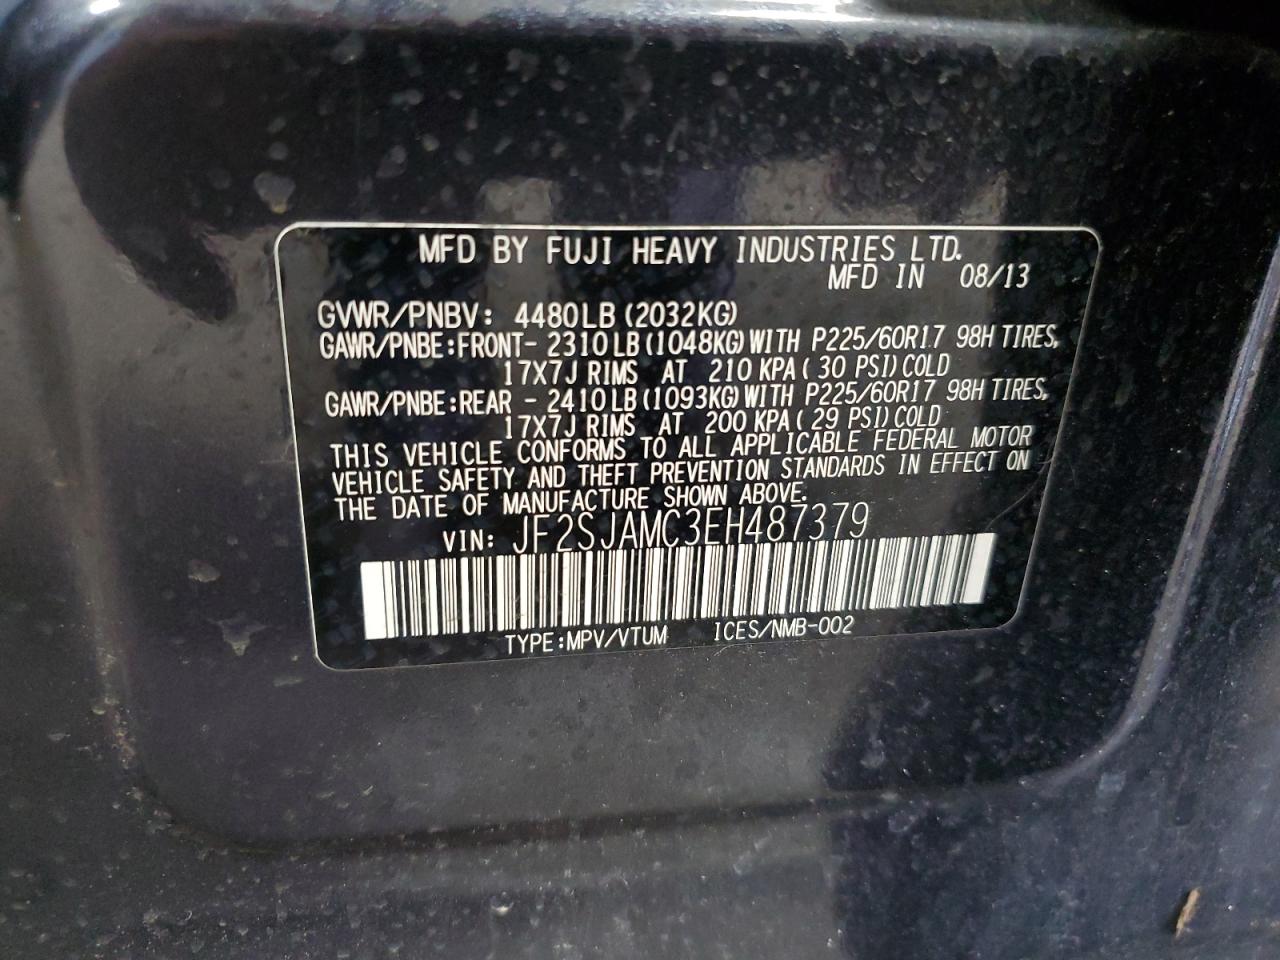 MFD BY FUJI HEAVY INDUSTRIES LTD.
MFD IN 08/13
GVWR/PNBV: 4480LB(2032KG)
GAWR/PNBE:FRONT- 2310LB(1048KG)WITH P225/60R17 98H TIRES,
17X7J RIMS AT 210 KPA( 30 PSI)COLD
GAWR/PNBE:REAR - 2410LB(1093KG)WITH P225/60R17 98H TIRES,
17X7J RIMS AT 200 KPA( 29 PSI)COLD
THIS VEHICLE CONFORMS TO ALL APPLICABLE FEDERAL MOTOR
VEHICLE SAFETY AND THEFT PREVENTION STANDARDS IN EFFECT ON
THE DATE OF MANUFACTURE SHOWN ABOVE.
VIN: JF2SJAMC3EH487379
TYPE:MPV/VTUM ICES/NMB-002